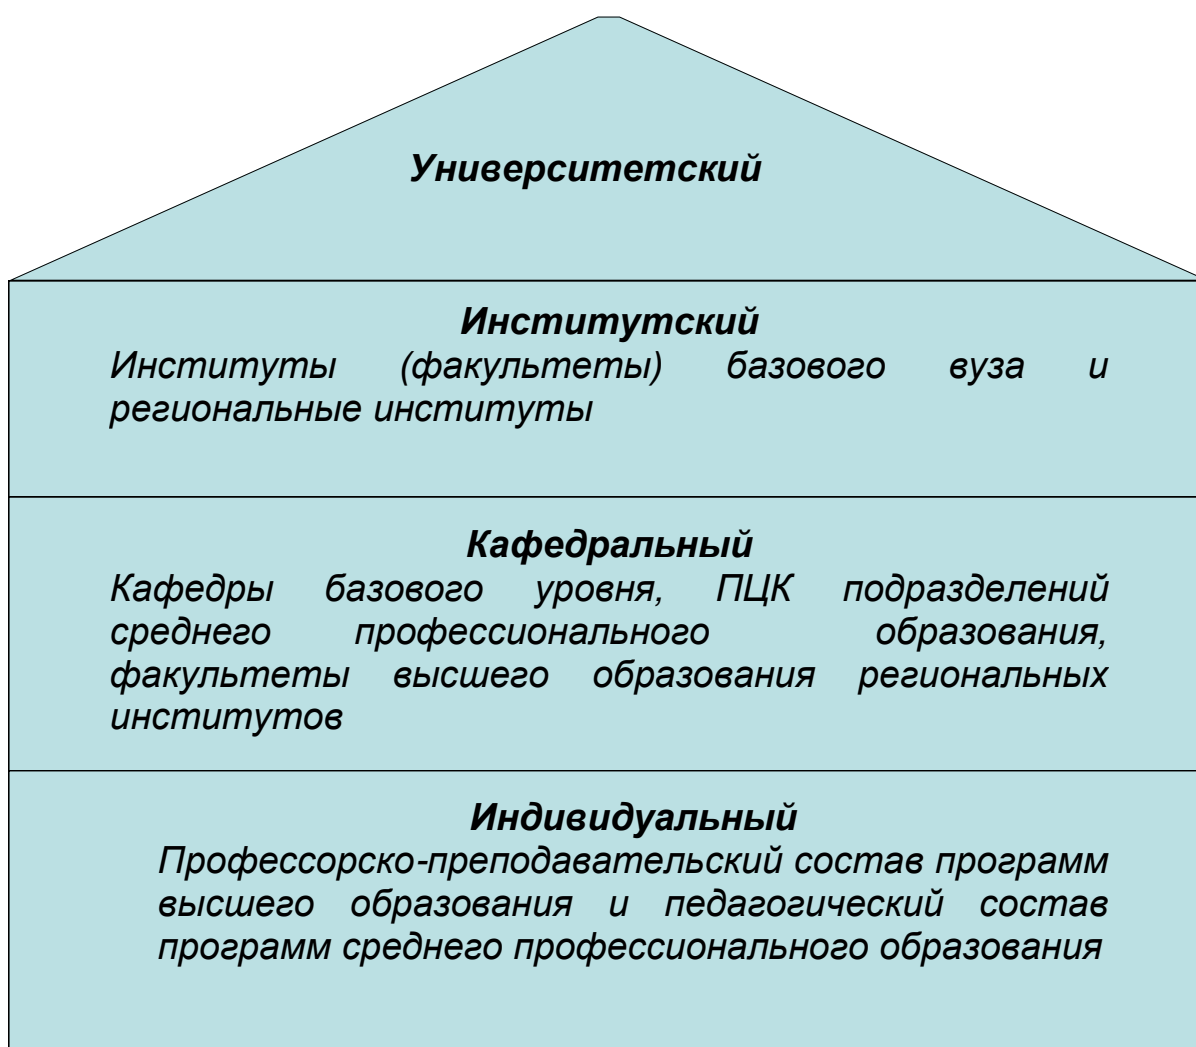 Университетский
Институтский
Институты (факультеты) базового вуза и
региональные институты
Кафедральный
Кафедры базового уровня, ПЦК подразделений
среднего профессионального образования,
факультеты высшего образования региональных
институтов
Индивидуальный
Профессорско-преподавательский состав программ
высшего образования и педагогический состав
программ среднего профессионального образования